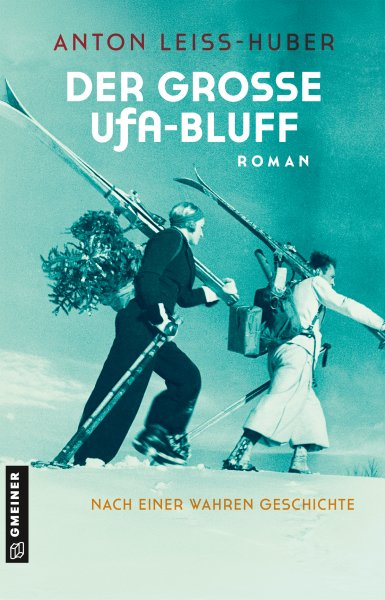 ANTON LEISS-HUBER
DER GROSSE
UfA-BLUFF
ROMAN
NACH EINER WAHREN GESCHICHTE
GMEINER